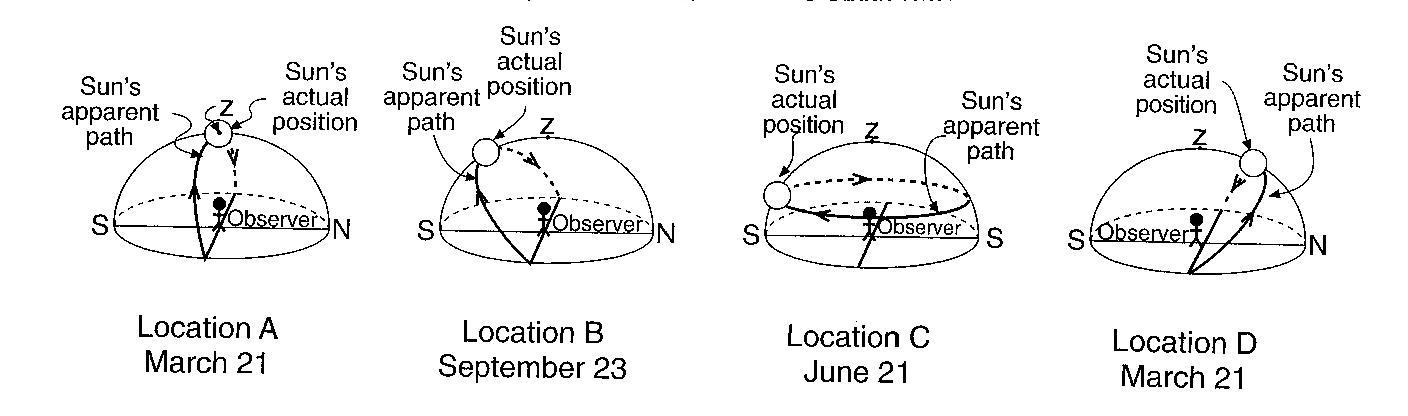 Sun's
apparent
path
Z
Sun's
actual
position
S
Observer
N
Location A
March 21
Sun's
apparent
path
Sun's
actual
position
Z
S
Observer
N
Location B
September 23
Sun's
actual
position
Z
Sun's
apparent
path
S
Observer
S
Location C
June 21
Sun's
actual
position
Z
Sun's
apparent
path
S
Observer
N
Location D
March 21